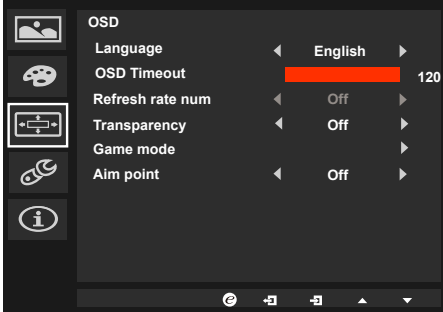 OSD
Language English
OSD Timeout 120
Refresh rate num Off
Transparency Off
Game mode
Aim point Off